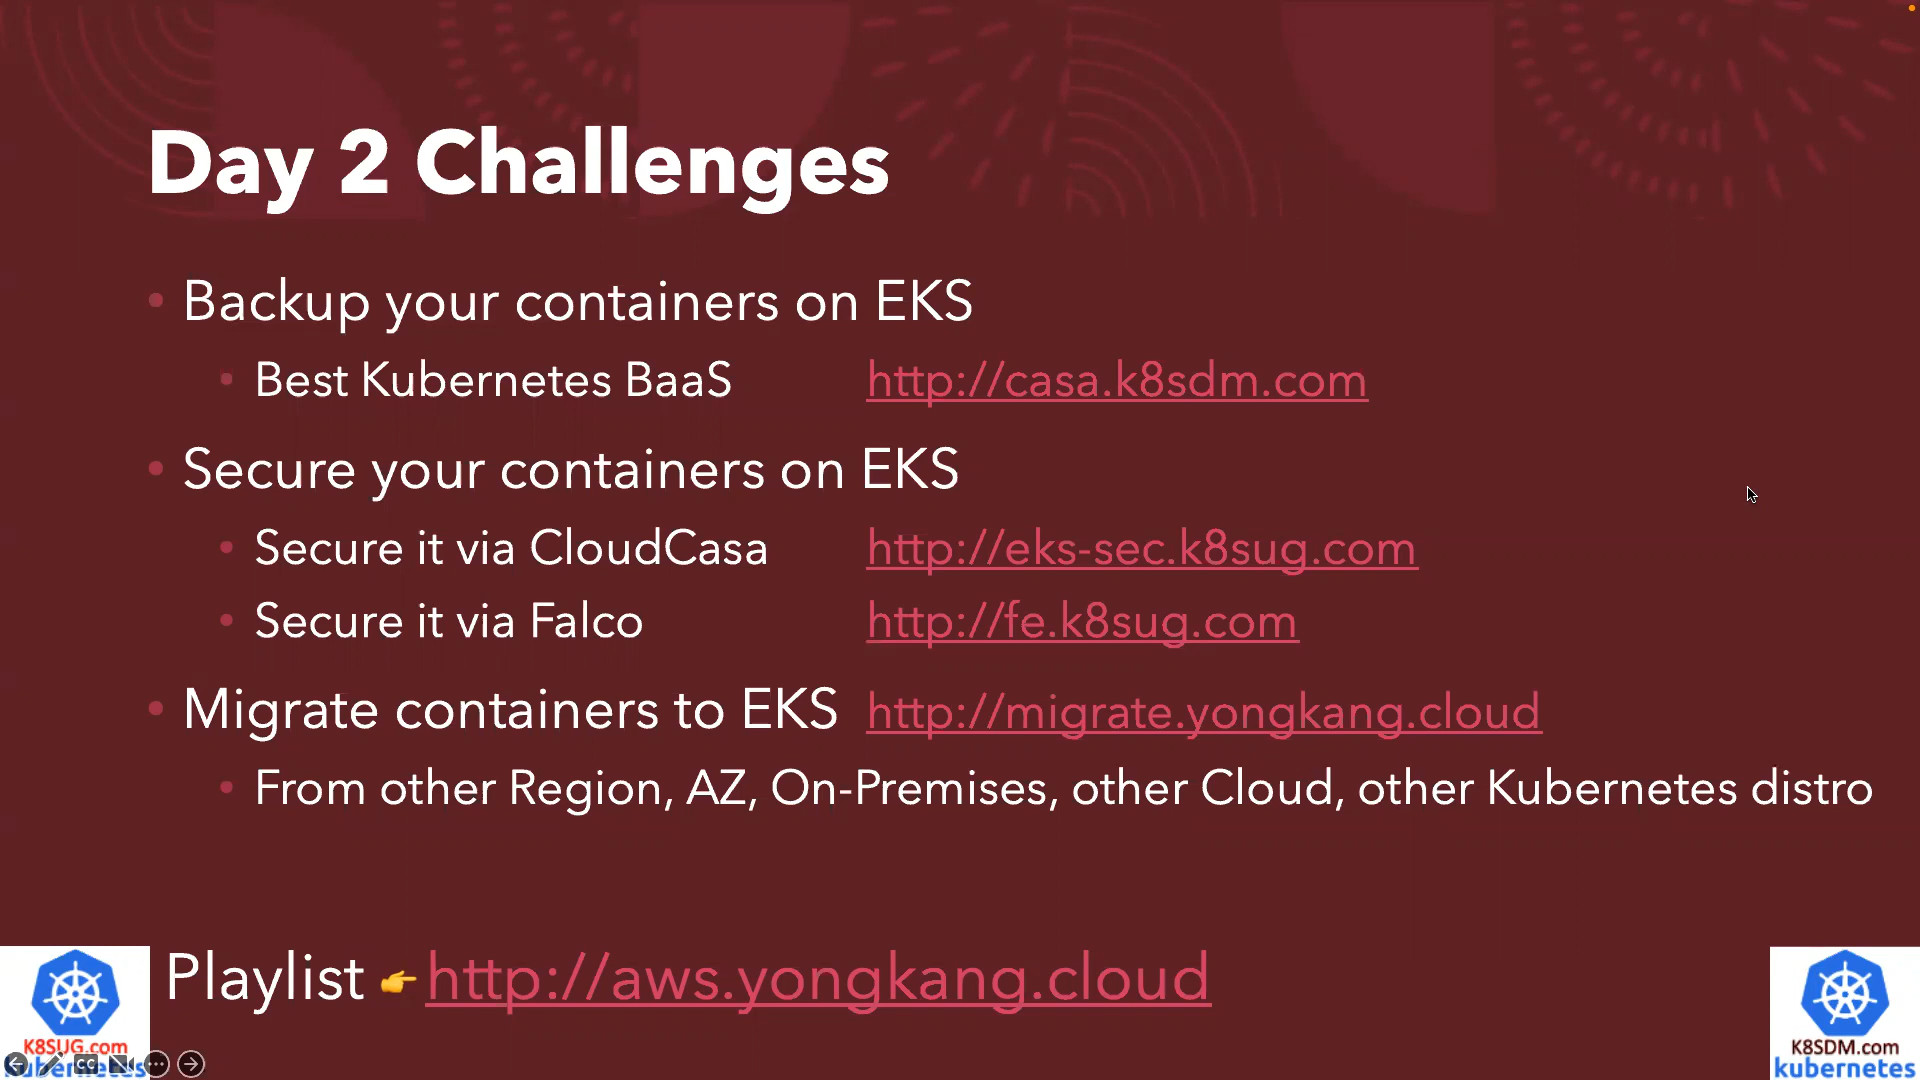 Day 2 Challenges
• Backup your containers on EKS
• Best Kubernetes BaaS http://casa.k8sdm.com
• Secure your containers on EKS
• Secure it via CloudCasa http://eks-sec.k8sug.com
• Secure it via Falco http://fe.k8sug.com
• Migrate containers to EKS http://migrate.yongkang.cloud
• From other Region, AZ, On-Premises, other Cloud, other Kubernetes distro
Playlist 👉 http://aws.yongkang.cloud
K8SUG.com
kubernetes
CC
K8SDM.com
kubernetes